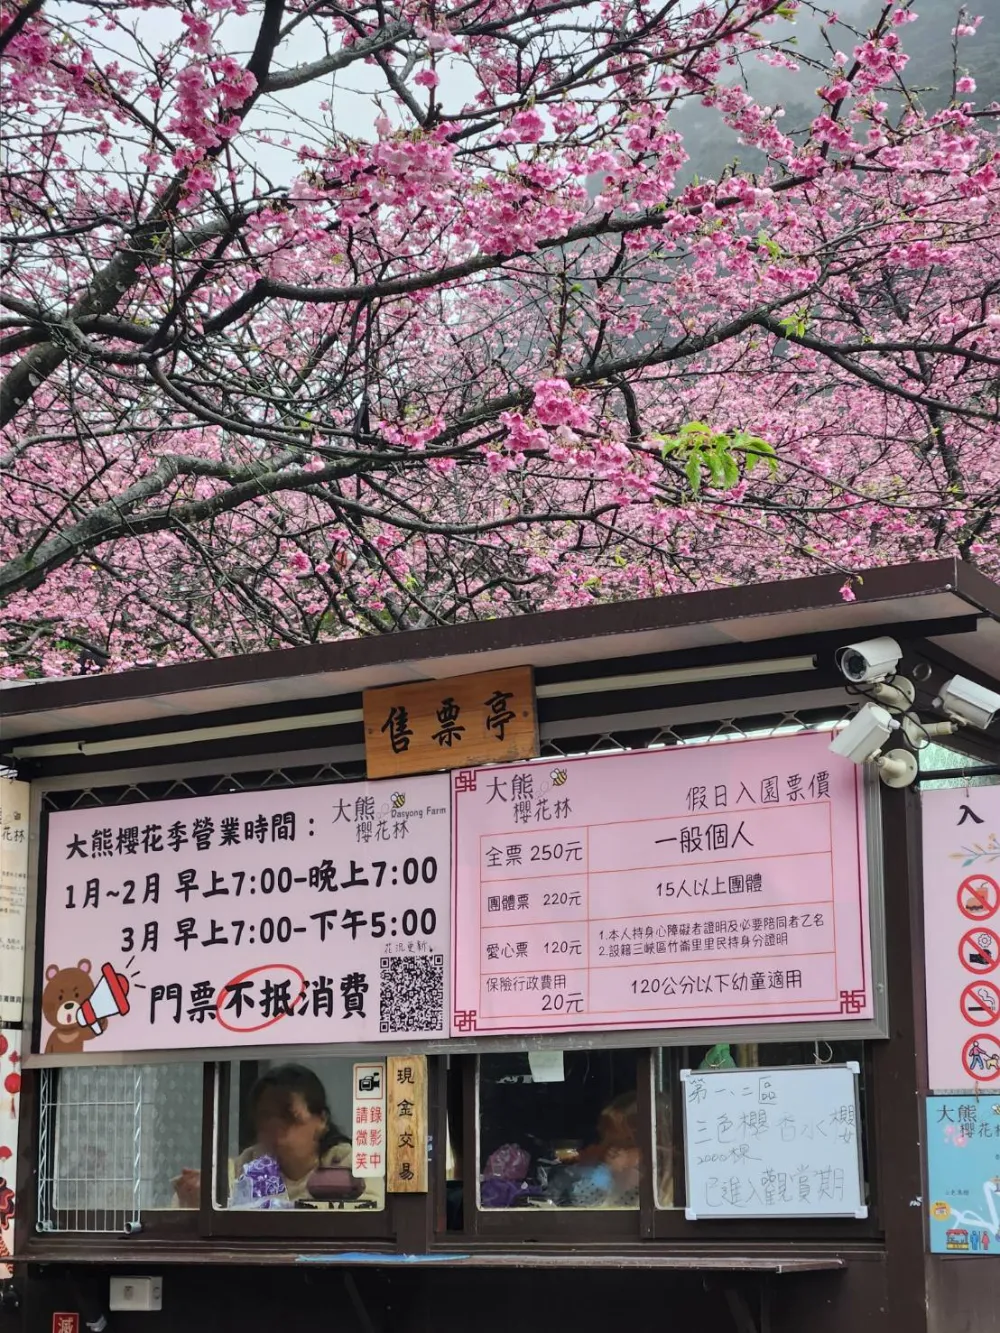 售票亭
大熊櫻花季營業時間：
大熊
櫻花林
Dasyong Farm
1月~2月 早上7:00-晚上7:00
3月 早上7:00-下午5:00
花況更新
門票不抵消費
大熊
櫻花林
假日入園票價
全票 250元
一般個人
團體票 220元
15人以上團體
愛心票 120元
1.本人持身心障礙者證明及必要陪同者乙名
2.設籍三峽區竹崙里里民持身分證明
保險行政費用
20元
120公分以下幼童適用
現金交易
錄影中
請微笑
第一、二區
三色櫻 香水櫻
2000棵
已進入觀賞期
入
大熊
櫻花林
花林
滅